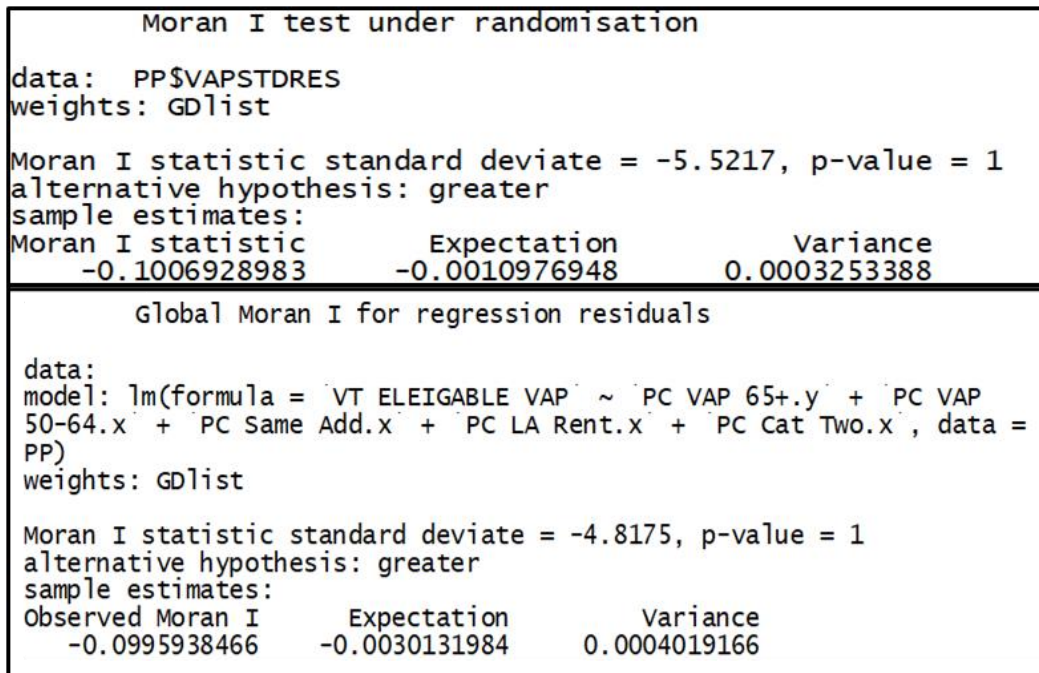 Moran I test under randomisation
data: PP$VAPSTDRES
weights: GDlist
Moran I statistic standard deviate = -5.5217, p-value = 1
alternative hypothesis: greater
sample estimates:
Moran I statistic Expectation Variance
-0.1006928983 -0.0010976948 0.0003253388
Global Moran I for regression residuals
data:
model: lm(formula = `VT ELEIGABLE VAP` ~ `PC VAP 65+.y` + `PC VAP
50-64.x` + `PC Same Add.x` + `PC LA Rent.x` + `PC Cat Two.x`, data =
PP)
weights: GDlist
Moran I statistic standard deviate = -4.8175, p-value = 1
alternative hypothesis: greater
sample estimates:
Observed Moran I Expectation Variance
-0.0995938466 -0.0030131984 0.0004019166